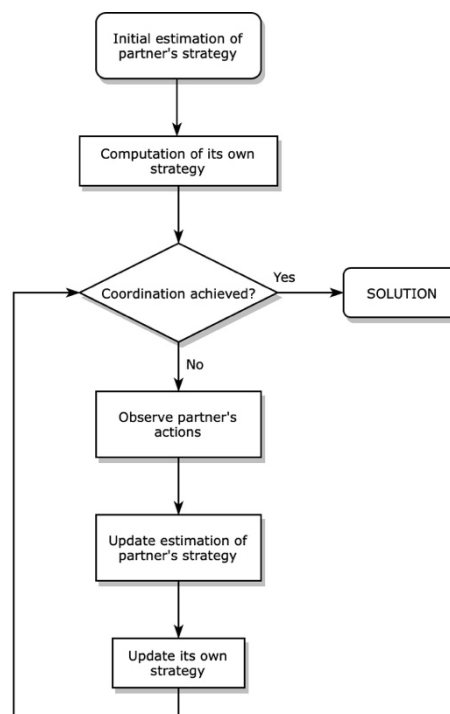 Initial estimation of
partner's strategy
Computation of its own
strategy
Coordination achieved?
Yes
SOLUTION
No
Observe partner's
actions
Update estimation of
partner's strategy
Update its own
strategy